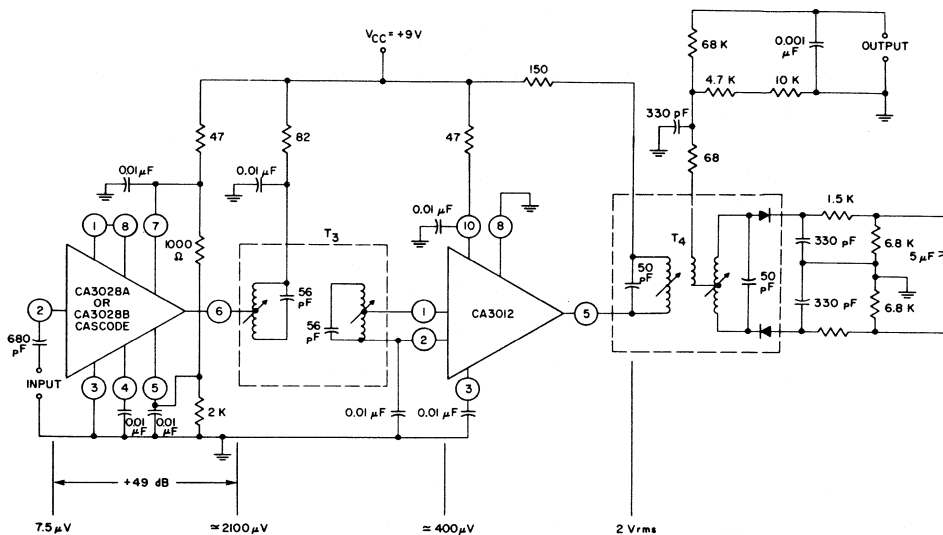 VCC = +9V
68 K
0.001 µF
OUTPUT
4.7 K
10 K
150
330 pF
68
47
82
47
0.01 µF
0.01 µF
0.01 µF
1
8
7
10
8
1000 Ω
T3
T4
1.5 K
CA3028A OR CA3028B CASCODE
2
6
56 pF
56 pF
1
2
CA3012
5
50 pF
50 pF
330 pF
330 pF
6.8 K
6.8 K
5 µF
680 pF
INPUT
3
4
5
3
0.01 µF
0.01 µF
2 K
0.01 µF
0.01 µF
+49 dB
7.5 µV
≃2100 µV
≃400 µV
2 Vrms